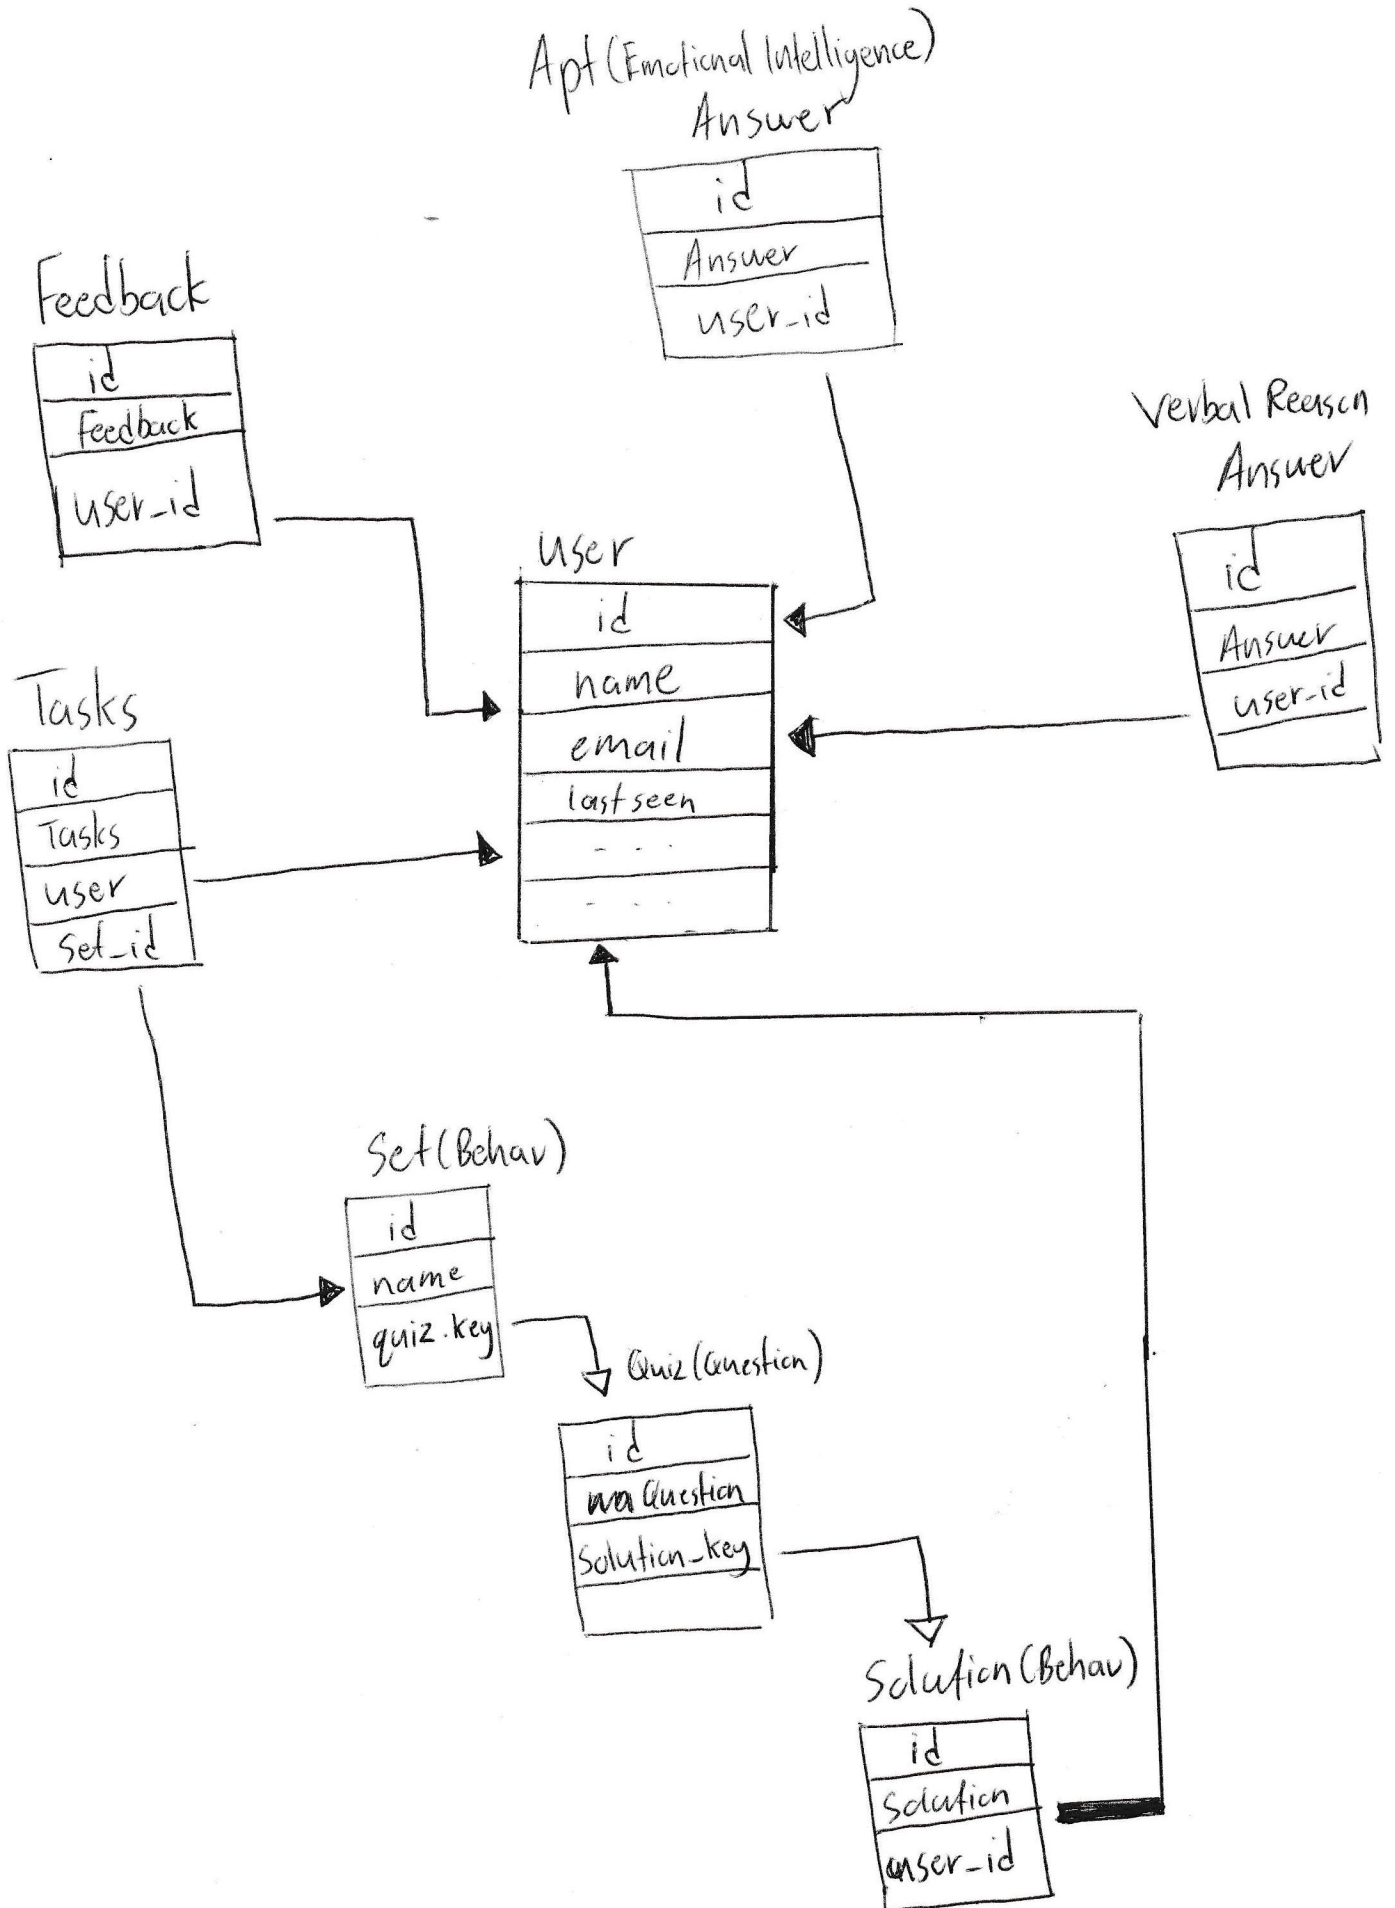 Apt (Emotional Intelligence)
Answer
id
Answer
user_id
Feedback
id
Feedback
user_id
Verbal Reason
Answer
id
Answer
user_id
user
id
name
email
last seen
- - -
- - -
Tasks
id
Tasks
user
Set_id
Set (Behav)
id
name
quiz.key
Quiz (Question)
id
Question
Solution_key
Solution (Behav)
id
Solution
user_id